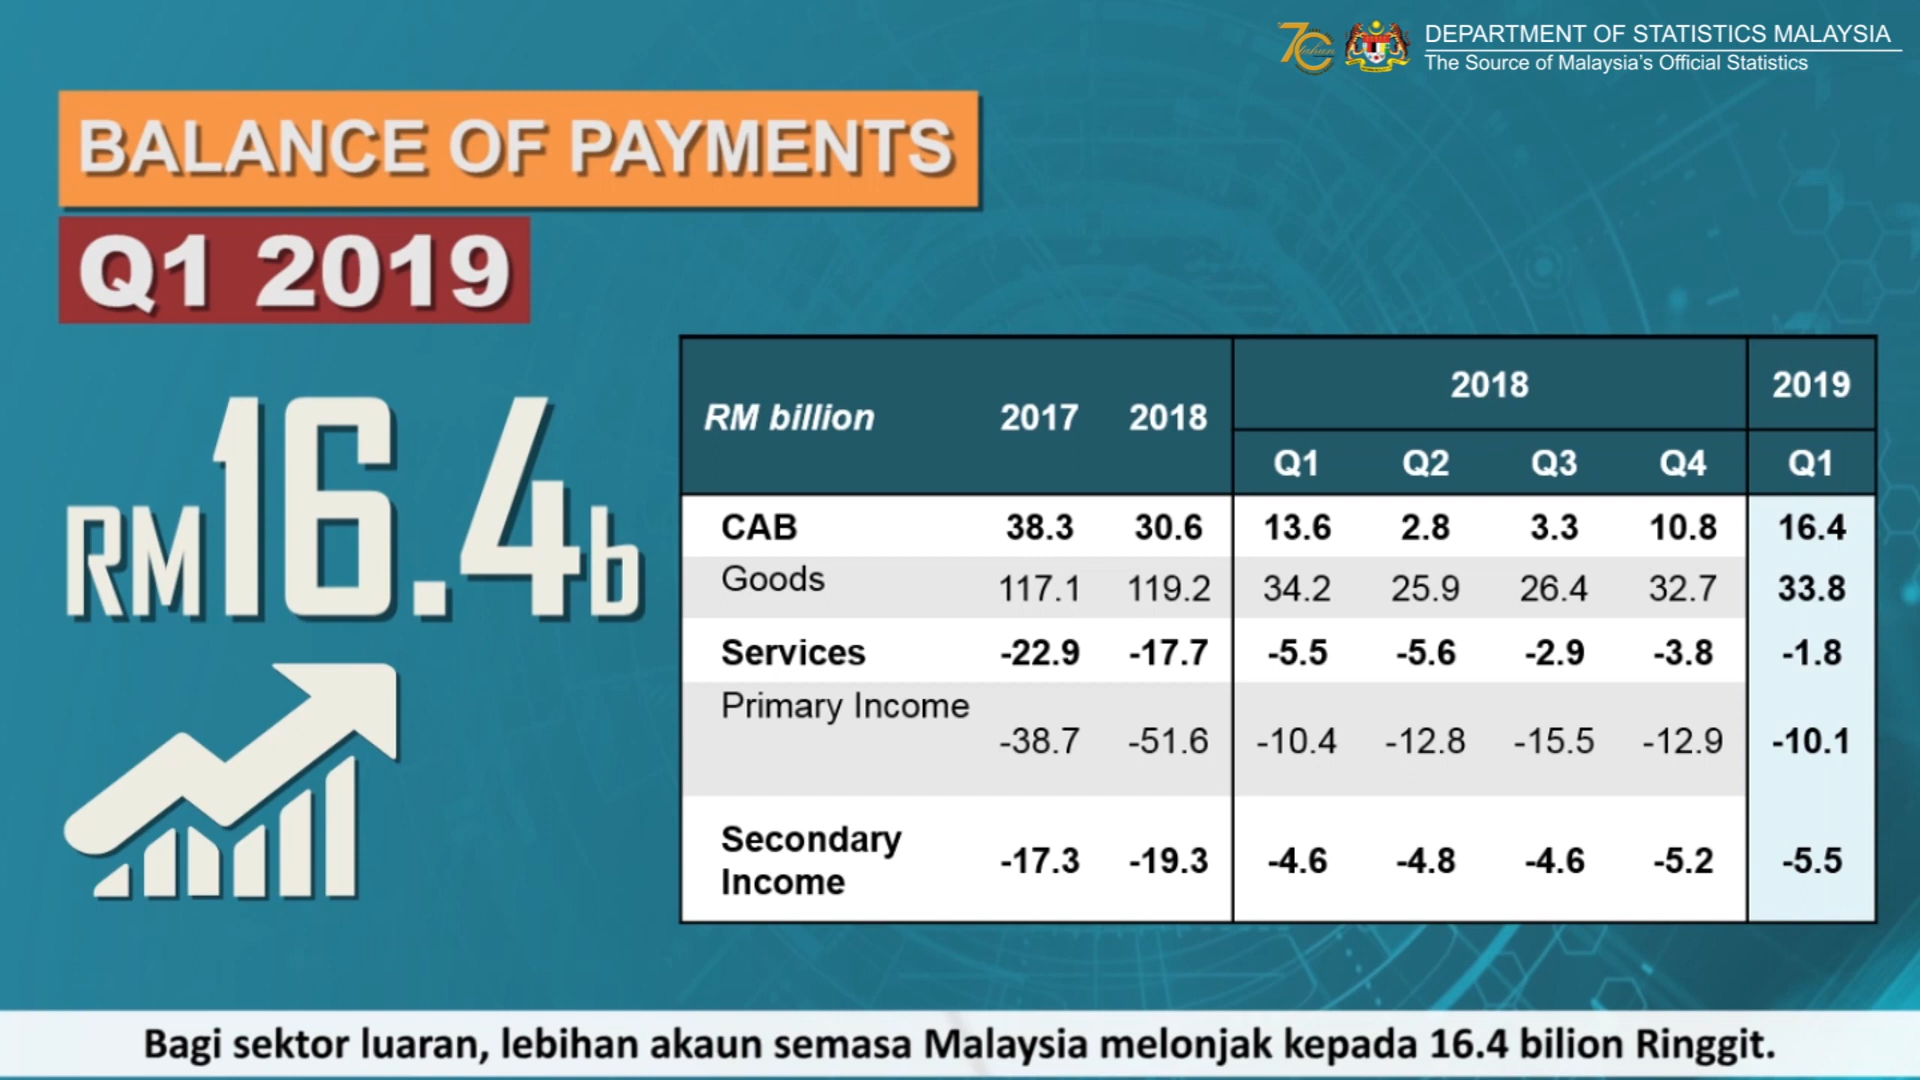 70 tahun
DEPARTMENT OF STATISTICS MALAYSIA
The Source of Malaysia's Official Statistics
BALANCE OF PAYMENTS
Q1 2019
RM16.4b
RM billion 2017 2018 2018 2019
Q1 Q2 Q3 Q4 Q1
CAB 38.3 30.6 13.6 2.8 3.3 10.8 16.4
Goods 117.1 119.2 34.2 25.9 26.4 32.7 33.8
Services -22.9 -17.7 -5.5 -5.6 -2.9 -3.8 -1.8
Primary Income -38.7 -51.6 -10.4 -12.8 -15.5 -12.9 -10.1
Secondary
Income -17.3 -19.3 -4.6 -4.8 -4.6 -5.2 -5.5
Bagi sektor luaran, lebihan akaun semasa Malaysia melonjak kepada 16.4 bilion Ringgit.